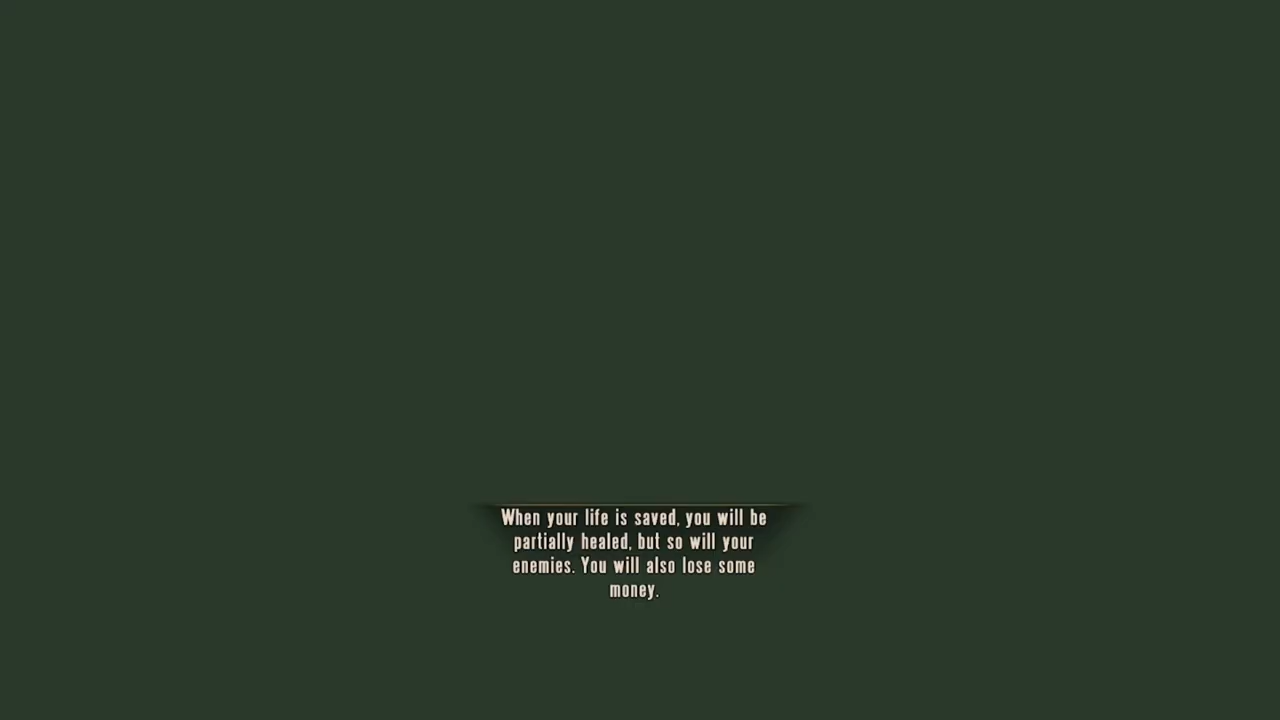 When your life is saved, you will be
partially healed, but so will your
enemies. You will also lose some
money.